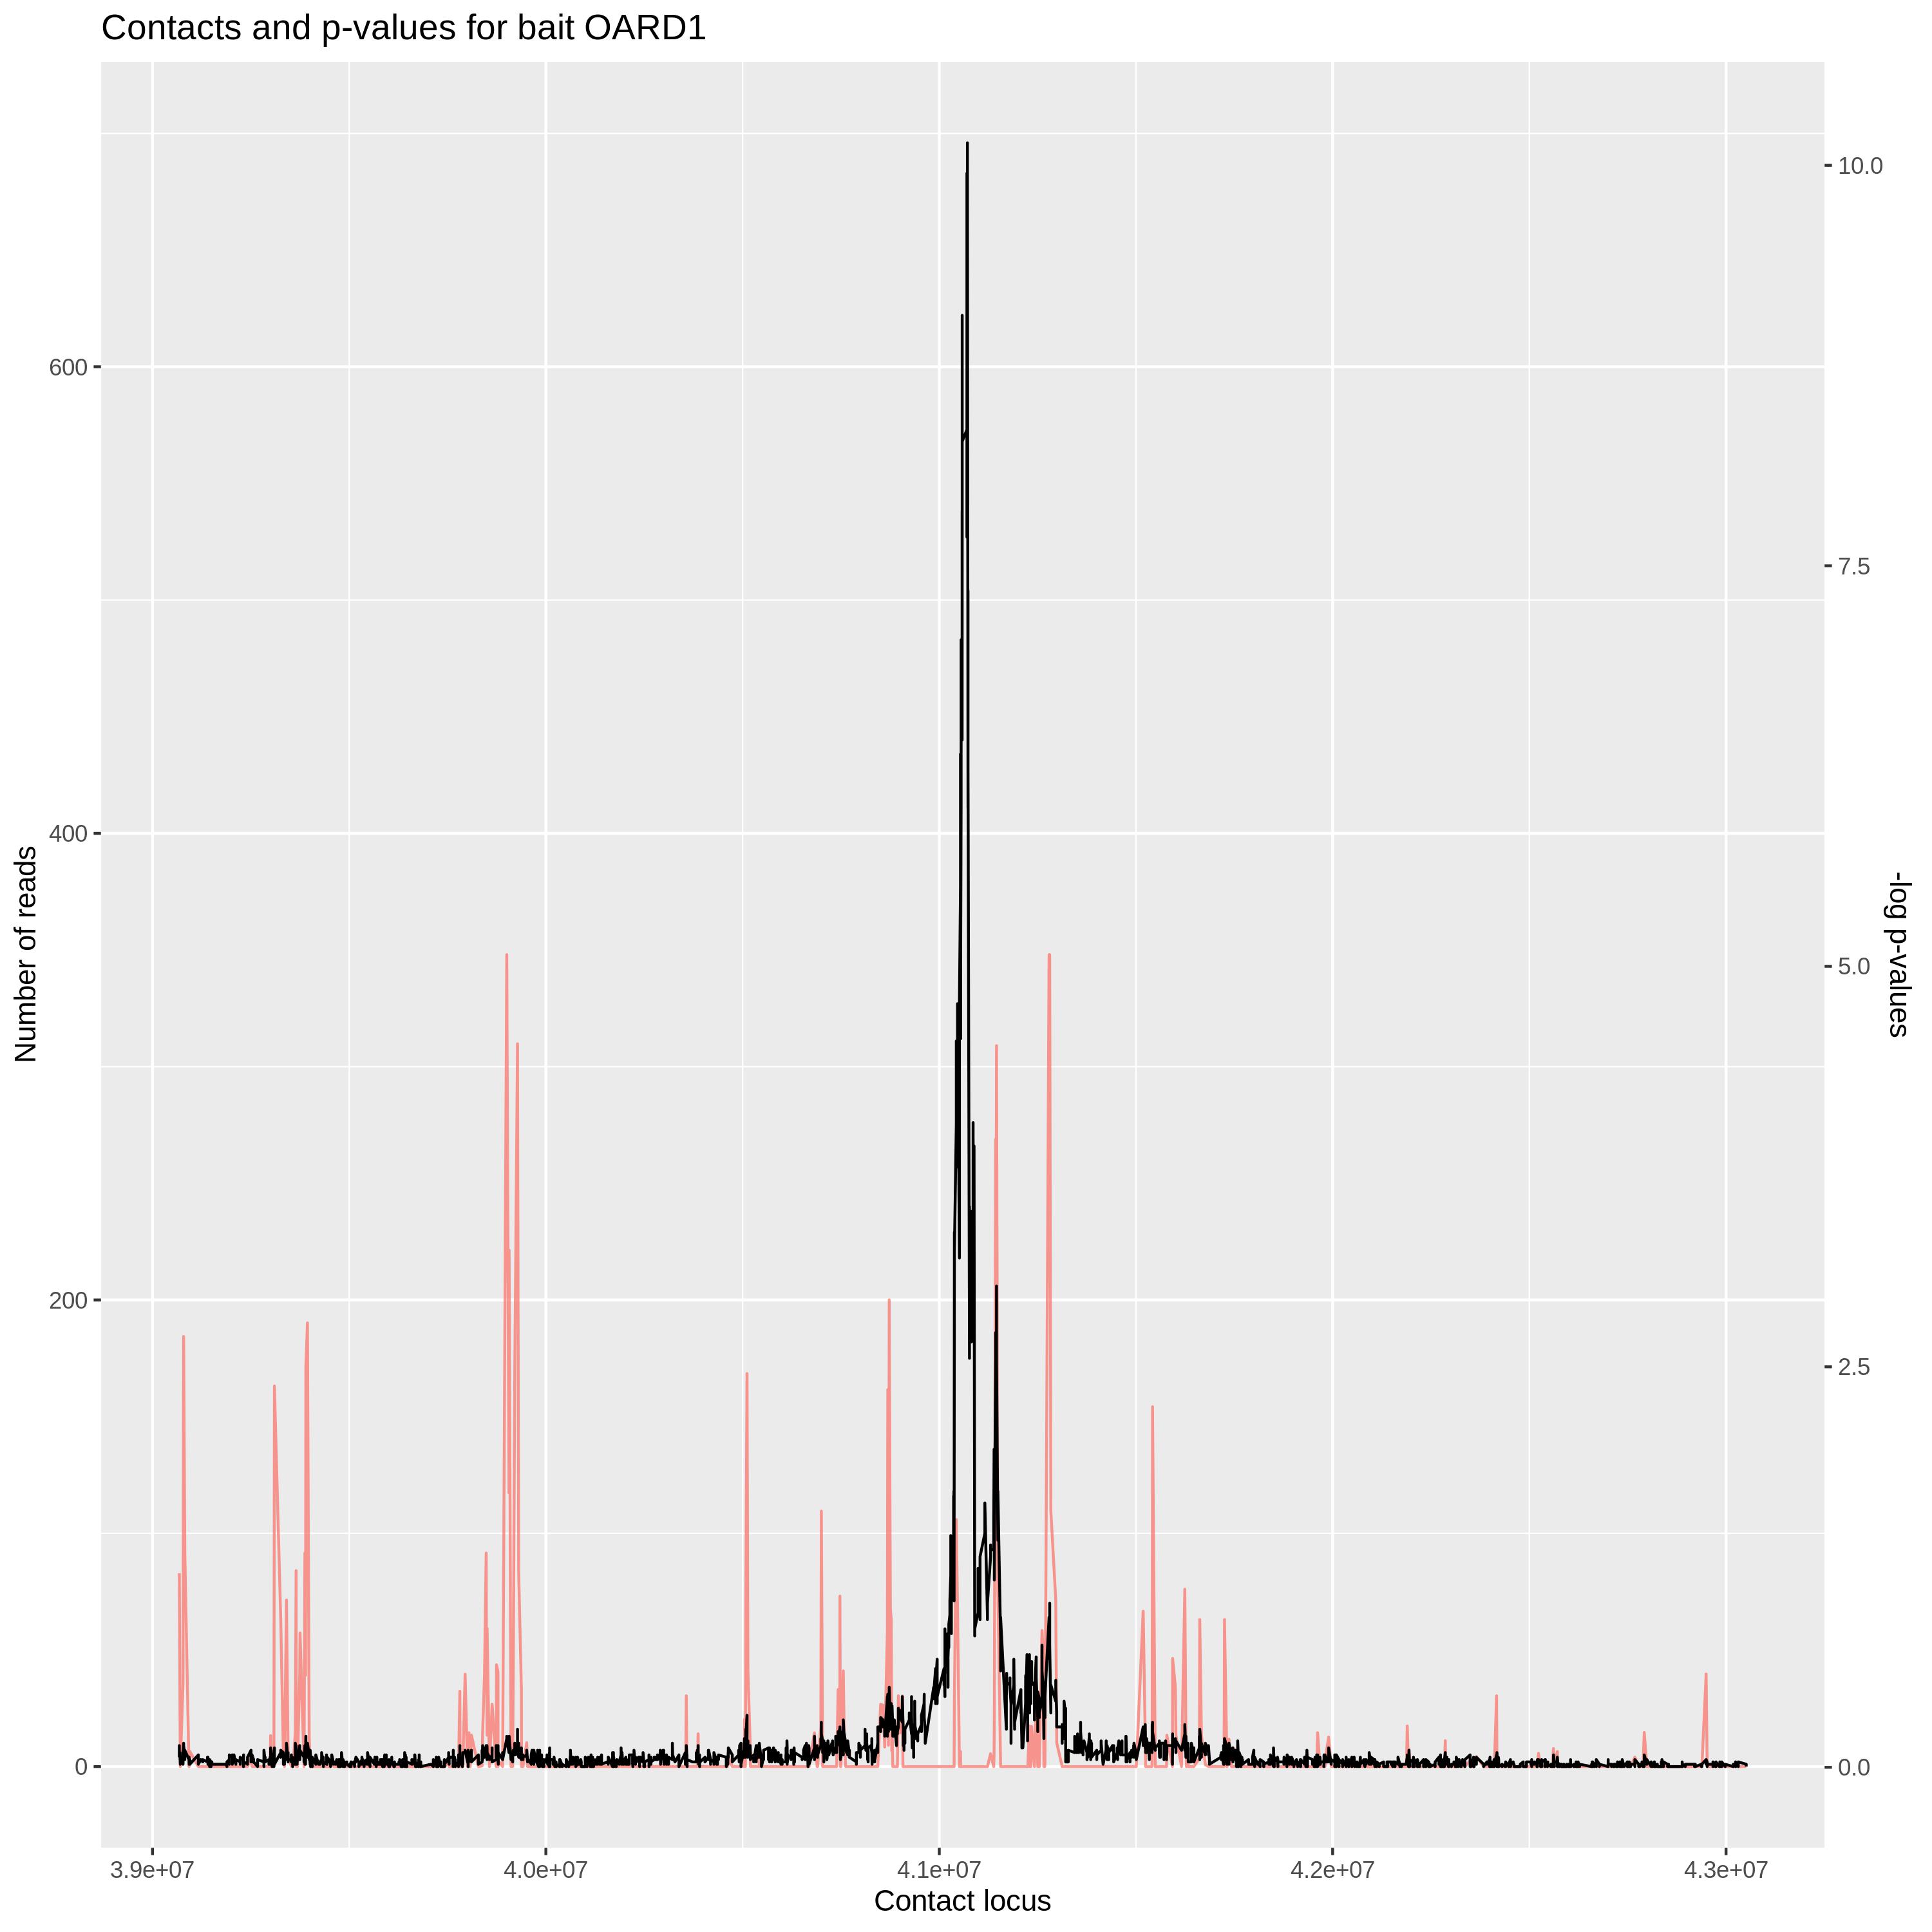 Contacts and p-values for bait OARD1
Number of reads
600
400
200
0
10.0
7.5
5.0
2.5
0.0
-log p-values
3.9e+07 4.0e+07 4.1e+07 4.2e+07 4.3e+07
Contact locus